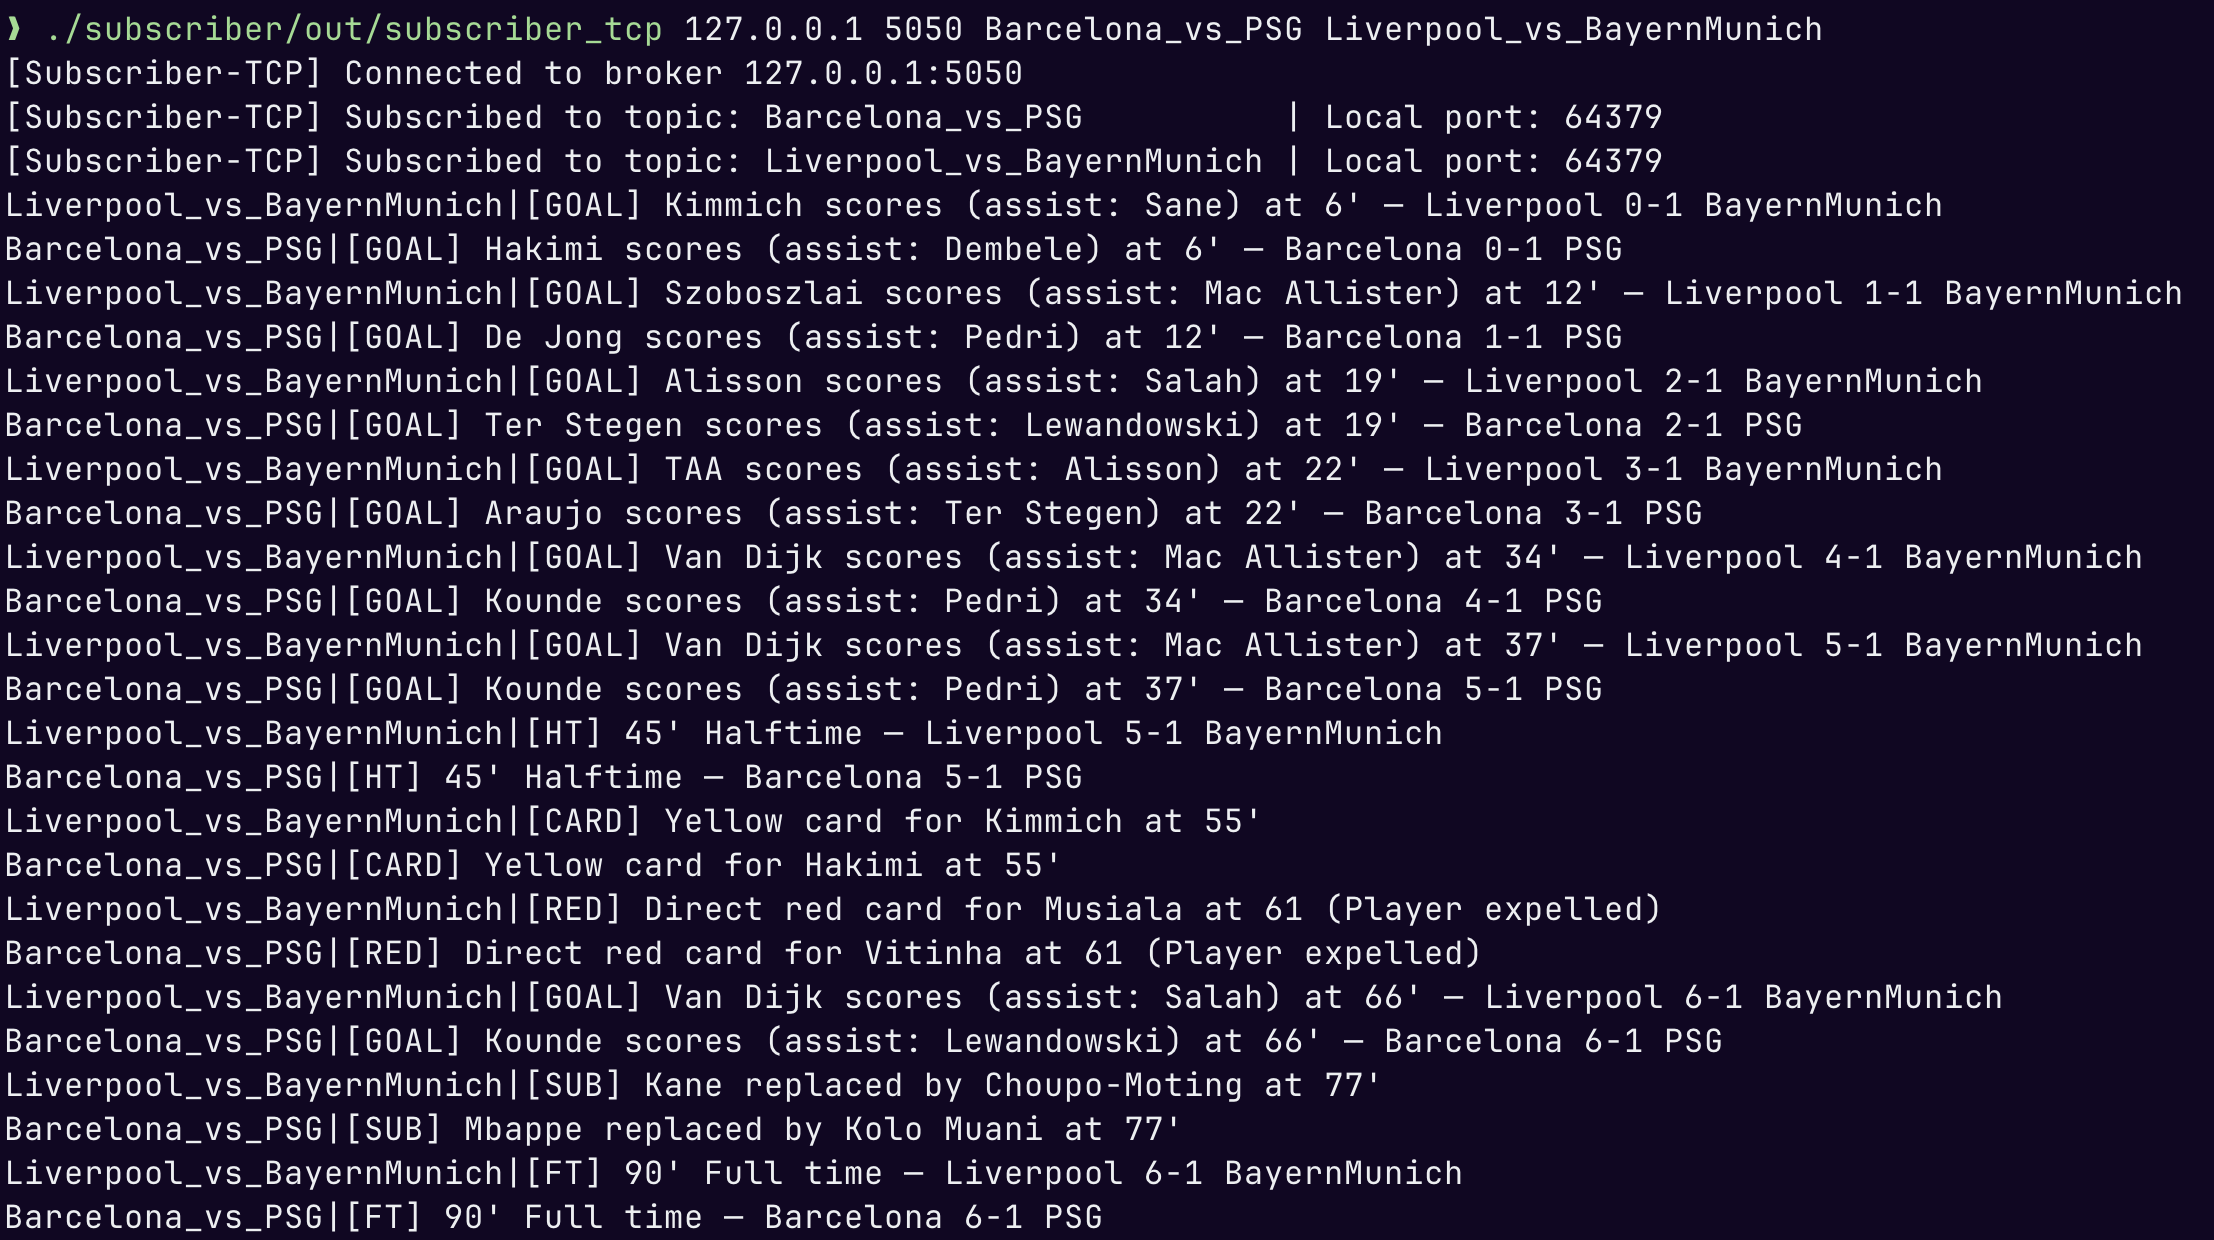 ❯ ./subscriber/out/subscriber_tcp 127.0.0.1 5050 Barcelona_vs_PSG Liverpool_vs_BayernMunich
[Subscriber-TCP] Connected to broker 127.0.0.1:5050
[Subscriber-TCP] Subscribed to topic: Barcelona_vs_PSG          | Local port: 64379
[Subscriber-TCP] Subscribed to topic: Liverpool_vs_BayernMunich | Local port: 64379
Liverpool_vs_BayernMunich|[GOAL] Kimmich scores (assist: Sane) at 6' — Liverpool 0-1 BayernMunich
Barcelona_vs_PSG|[GOAL] Hakimi scores (assist: Dembele) at 6' — Barcelona 0-1 PSG
Liverpool_vs_BayernMunich|[GOAL] Szoboszlai scores (assist: Mac Allister) at 12' — Liverpool 1-1 BayernMunich
Barcelona_vs_PSG|[GOAL] De Jong scores (assist: Pedri) at 12' — Barcelona 1-1 PSG
Liverpool_vs_BayernMunich|[GOAL] Alisson scores (assist: Salah) at 19' — Liverpool 2-1 BayernMunich
Barcelona_vs_PSG|[GOAL] Ter Stegen scores (assist: Lewandowski) at 19' — Barcelona 2-1 PSG
Liverpool_vs_BayernMunich|[GOAL] TAA scores (assist: Alisson) at 22' — Liverpool 3-1 BayernMunich
Barcelona_vs_PSG|[GOAL] Araujo scores (assist: Ter Stegen) at 22' — Barcelona 3-1 PSG
Liverpool_vs_BayernMunich|[GOAL] Van Dijk scores (assist: Mac Allister) at 34' — Liverpool 4-1 BayernMunich
Barcelona_vs_PSG|[GOAL] Kounde scores (assist: Pedri) at 34' — Barcelona 4-1 PSG
Liverpool_vs_BayernMunich|[GOAL] Van Dijk scores (assist: Mac Allister) at 37' — Liverpool 5-1 BayernMunich
Barcelona_vs_PSG|[GOAL] Kounde scores (assist: Pedri) at 37' — Barcelona 5-1 PSG
Liverpool_vs_BayernMunich|[HT] 45' Halftime — Liverpool 5-1 BayernMunich
Barcelona_vs_PSG|[HT] 45' Halftime — Barcelona 5-1 PSG
Liverpool_vs_BayernMunich|[CARD] Yellow card for Kimmich at 55'
Barcelona_vs_PSG|[CARD] Yellow card for Hakimi at 55'
Liverpool_vs_BayernMunich|[RED] Direct red card for Musiala at 61 (Player expelled)
Barcelona_vs_PSG|[RED] Direct red card for Vitinha at 61 (Player expelled)
Liverpool_vs_BayernMunich|[GOAL] Van Dijk scores (assist: Salah) at 66' — Liverpool 6-1 BayernMunich
Barcelona_vs_PSG|[GOAL] Kounde scores (assist: Lewandowski) at 66' — Barcelona 6-1 PSG
Liverpool_vs_BayernMunich|[SUB] Kane replaced by Choupo-Moting at 77'
Barcelona_vs_PSG|[SUB] Mbappe replaced by Kolo Muani at 77'
Liverpool_vs_BayernMunich|[FT] 90' Full time — Liverpool 6-1 BayernMunich
Barcelona_vs_PSG|[FT] 90' Full time — Barcelona 6-1 PSG